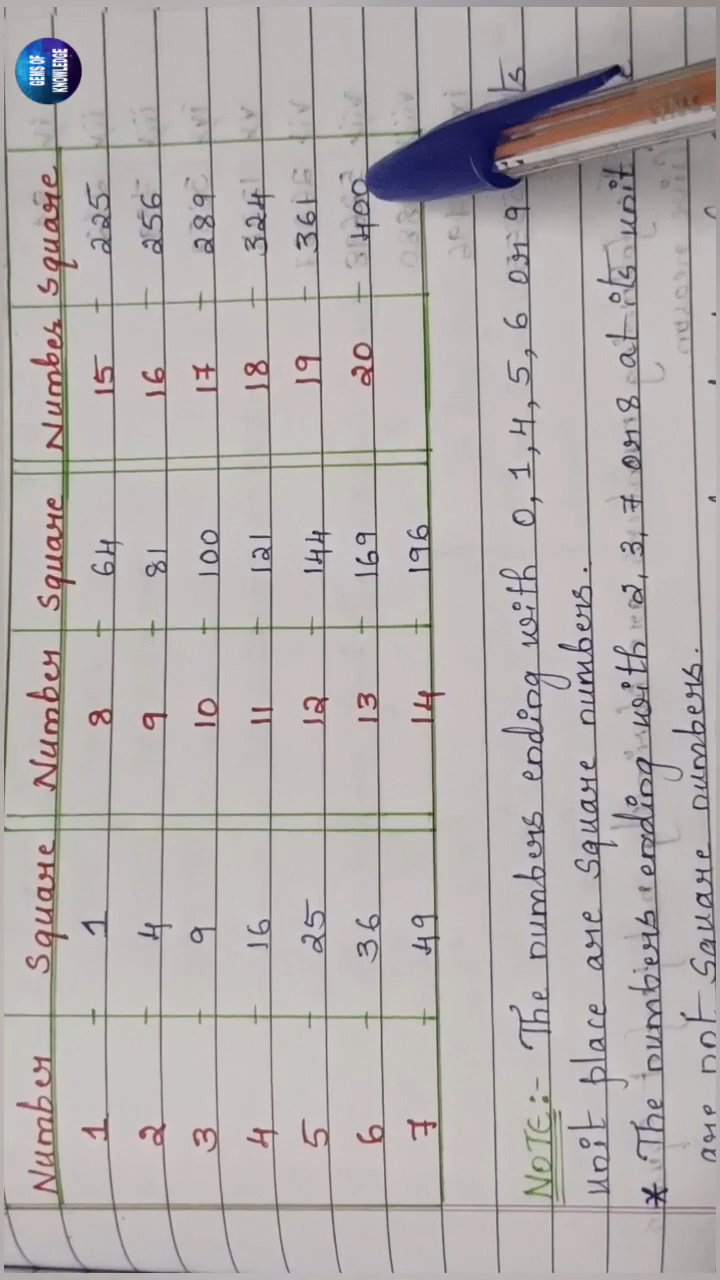 GEMS OF
KNOWLEDGE
Number Square Number Square Number Square
1 - 1 8 - 64 15 - 225
2 - 4 9 - 81 16 - 256
3 - 9 10 - 100 17 - 289
4 - 16 11 - 121 18 - 324
5 - 25 12 - 144 19 - 361
6 - 36 13 - 169 20 - 400
7 - 49 14 - 196
NOTE:- The numbers ending with 0, 1, 4, 5, 6 or 9
unit place are square numbers.
* The numbers ending with 2, 3, 7 or 8 at its unit
are not square numbers.